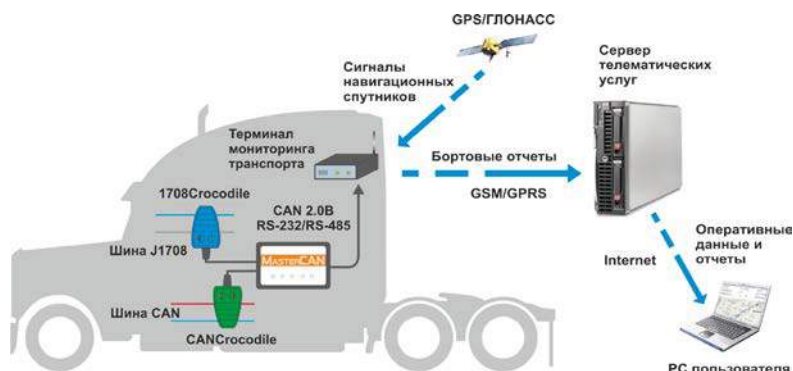 GPS/ГЛОНАСС
Сигналы
навигационных
спутников
Сервер
телематических
услуг
Терминал
мониторинга
транспорта
Бортовые отчеты
GSM/GPRS
1708Crocodile
CAN 2.0B
RS-232/RS-485
Шина J1708
MasterCAN
Шина CAN
CANCrocodile
Оперативные
данные и
отчеты
Internet
PC пользователя